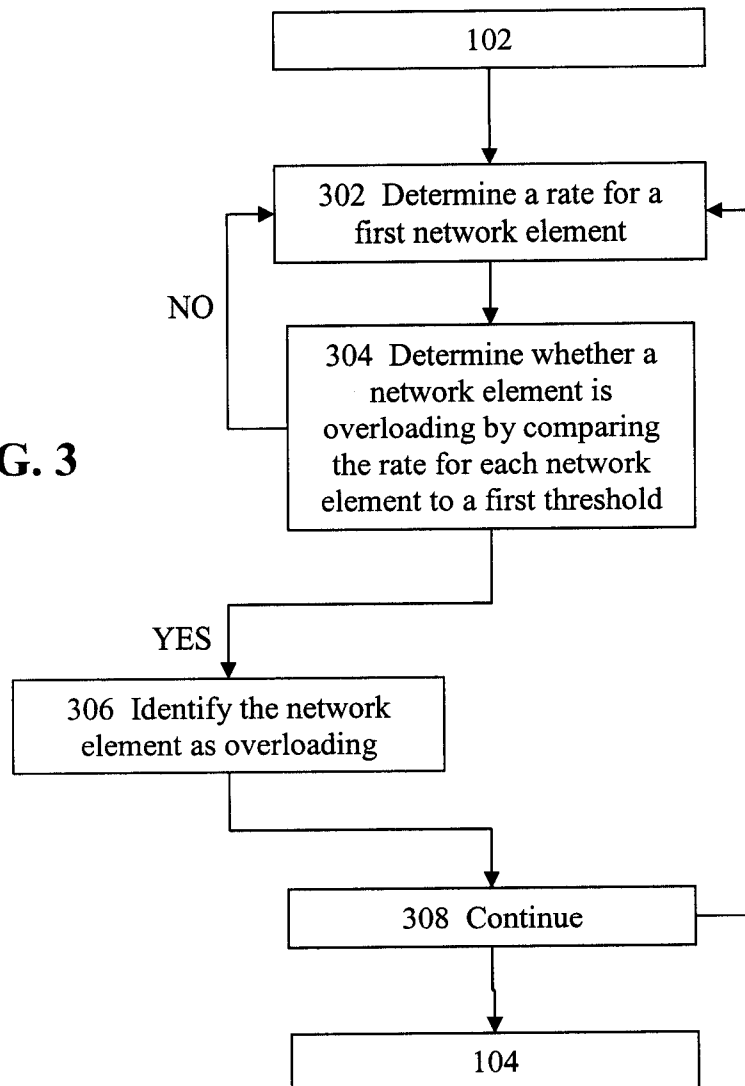 102
302 Determine a rate for a
first network element
NO
304 Determine whether a
network element is
overloading by comparing
the rate for each network
element to a first threshold
G. 3
YES
306 Identify the network
element as overloading
308 Continue
104